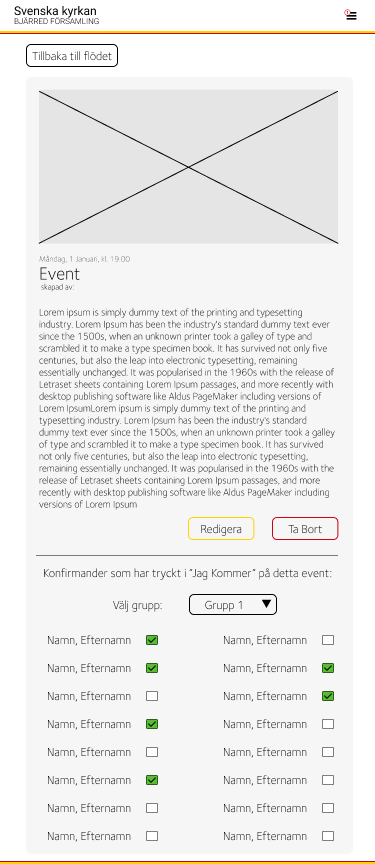 Svenska kyrkan
BJÄRRED FÖRSAMLING
Tillbaka till flödet
Måndag, 1 Januari, kl. 19.00
Event
skapad av:
Lorem ipsum is simply dummy text of the printing and typesetting
industry. Lorem Ipsum has been the industry's standard dummy text ever
since the 1500s, when an unknown printer took a galley of type and
scrambled it to make a type specimen book. It has survived not only five
centuries, but also the leap into electronic typesetting, remaining
essentially unchanged. It was popularised in the 1960s with the release of
Letraset sheets containing Lorem Ipsum passages, and more recently with
desktop publishing software like Aldus PageMaker including versions of
Lorem IpsumLorem ipsum is simply dummy text of the printing and
typesetting industry. Lorem Ipsum has been the industry's standard
dummy text ever since the 1500s, when an unknown printer took a galley
of type and scrambled it to make a type specimen book. It has survived
not only five centuries, but also the leap into electronic typesetting,
remaining essentially unchanged. It was popularised in the 1960s with the
release of Letraset sheets containing Lorem Ipsum passages, and more
recently with desktop publishing software like Aldus PageMaker including
versions of Lorem Ipsum
Redigera Ta Bort
Konfirmander som har tryckt i "Jag Kommer" på detta event:
Välj grupp: Grupp 1
Namn, Efternamn Namn, Efternamn
Namn, Efternamn Namn, Efternamn
Namn, Efternamn Namn, Efternamn
Namn, Efternamn Namn, Efternamn
Namn, Efternamn Namn, Efternamn
Namn, Efternamn Namn, Efternamn
Namn, Efternamn Namn, Efternamn
Namn, Efternamn Namn, Efternamn